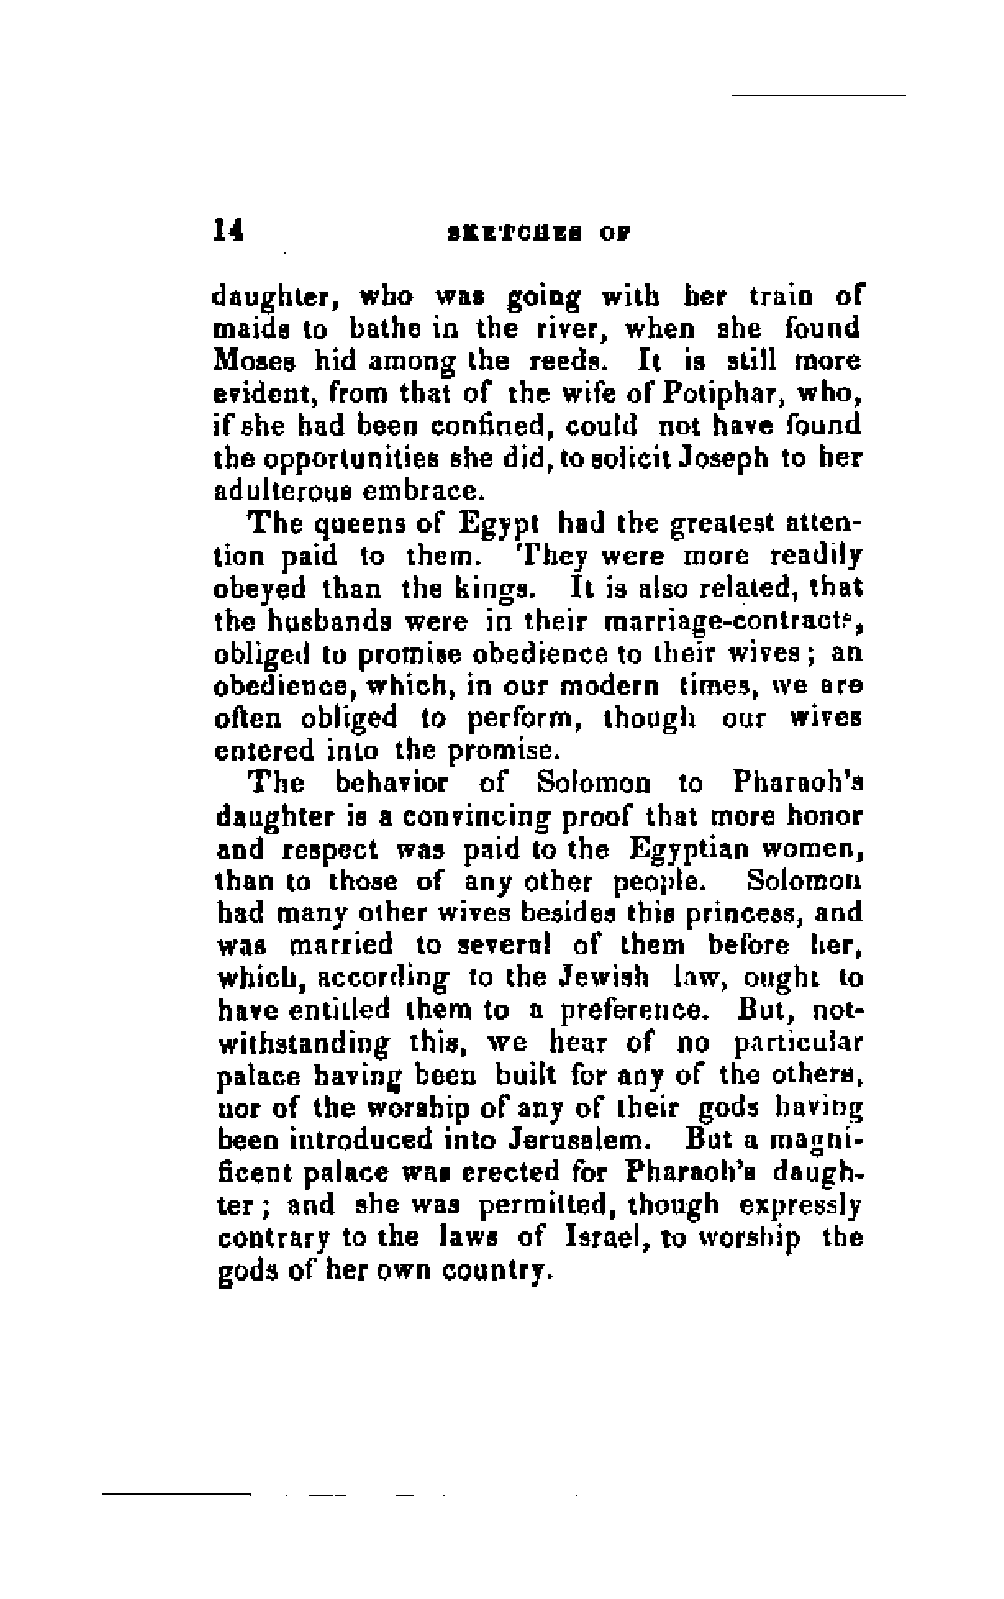 14 SKETCHES OF
daughter, who was going with her train of
maids to bathe in the river, when she found
Moses hid among the reeds. It is still more
evident, from that of the wife of Potiphar, who,
if she had been confined, could not have found
the opportunities she did, to solicit Joseph to her
adulterous embrace.
The queens of Egypt had the greatest atten-
tion paid to them. They were more readily
obeyed than the kings. It is also related, that
the husbands were in their marriage-contracts,
obliged to promise obedience to their wives; an
obedience, which, in our modern times, we are
often obliged to perform, though our wives
entered into the promise.
The behavior of Solomon to Pharaoh's
daughter is a convincing proof that more honor
and respect was paid to the Egyptian women,
than to those of any other people. Solomon
had many other wives besides this princess, and
was married to several of them before her,
which, according to the Jewish law, ought to
have entitled them to a preference. But, not-
withstanding this, we hear of no particular
palace having been built for any of the others,
nor of the worship of any of their gods having
been introduced into Jerusalem. But a magni-
ficent palace was erected for Pharaoh's daugh-
ter; and she was permitted, though expressly
contrary to the laws of Israel, to worship the
gods of her own country.